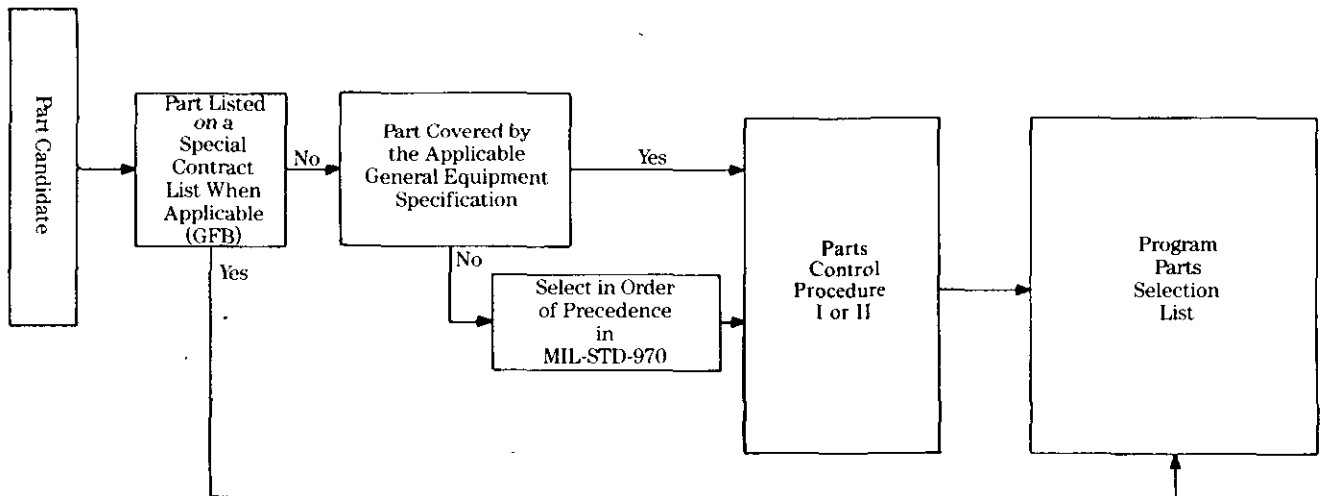 Part Candidate
Part Listed
on a
Special
Contract
List When
Applicable
(GFB)
No
Yes
Part Covered by
the Applicable
General Equipment
Specification
Yes
No
Select in Order
of Precedence
in
MIL-STD-970
Parts
Control
Procedure
I or II
Program
Parts
Selection
List